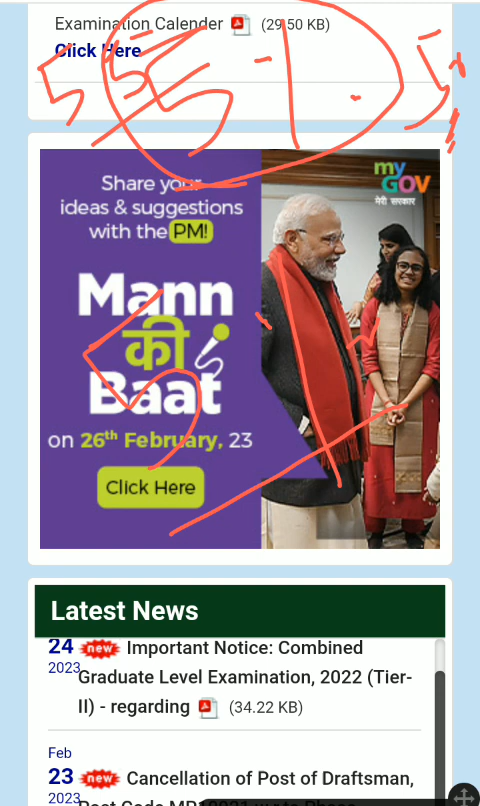 Examination Calender (29.50 KB)
Click Here
my
GOV
मेरी सरकार
Share your
ideas & suggestions
with the PM!
Mann
की
Baat
on 26th February, 23
Click Here
Latest News
24 new Important Notice: Combined
2023 Graduate Level Examination, 2022 (Tier-
II) - regarding (34.22 KB)
Feb
23 new Cancellation of Post of Draftsman,
2023